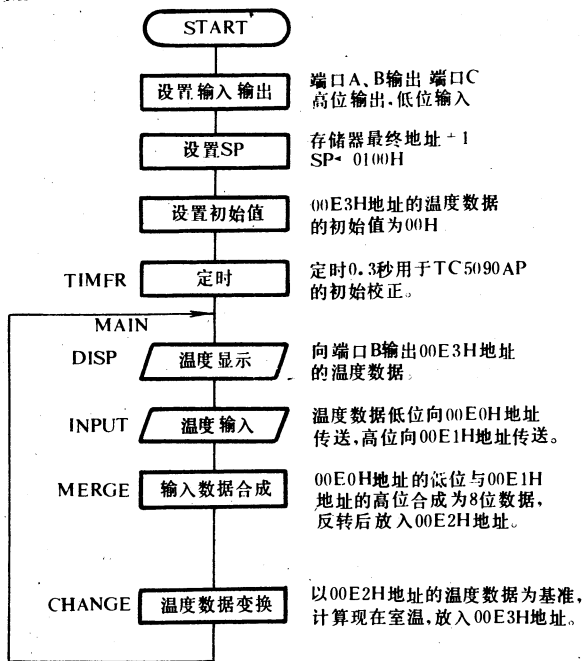 START
设置输入输出
端口A、B输出 端口C
高位输出,低位输入
设置SP
存储器最终地址+1
SP◄ 0100H
设置初始值
00E3H地址的温度数据
的初始值为00H
TIMFR
定时
定时0.3秒用于TC5090AP
的初始校正。
MAIN
DISP
温度显示
向端口B输出00E3H地址
的温度数据。
INPUT
温度输入
温度数据低位向00E0H地址
传送,高位向00E1H地址传送。
MERGE
输入数据合成
00E0H地址的低位与00E1H
地址的高位合成为8位数据,
反转后放入00E2H地址。
CHANGE
温度数据变换
以00E2H地址的温度数据为基准,
计算现在室温,放入00E3H地址。